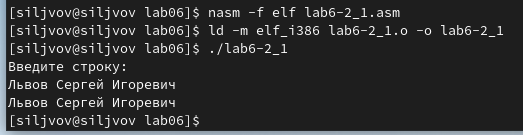 [siljvov@siljvov lab06]$ nasm -f elf lab6-2_1.asm
[siljvov@siljvov lab06]$ ld -m elf_i386 lab6-2_1.o -o lab6-2_1
[siljvov@siljvov lab06]$ ./lab6-2_1
Введите строку:
Львов Сергей Игоревич
Львов Сергей Игоревич
[siljvov@siljvov lab06]$